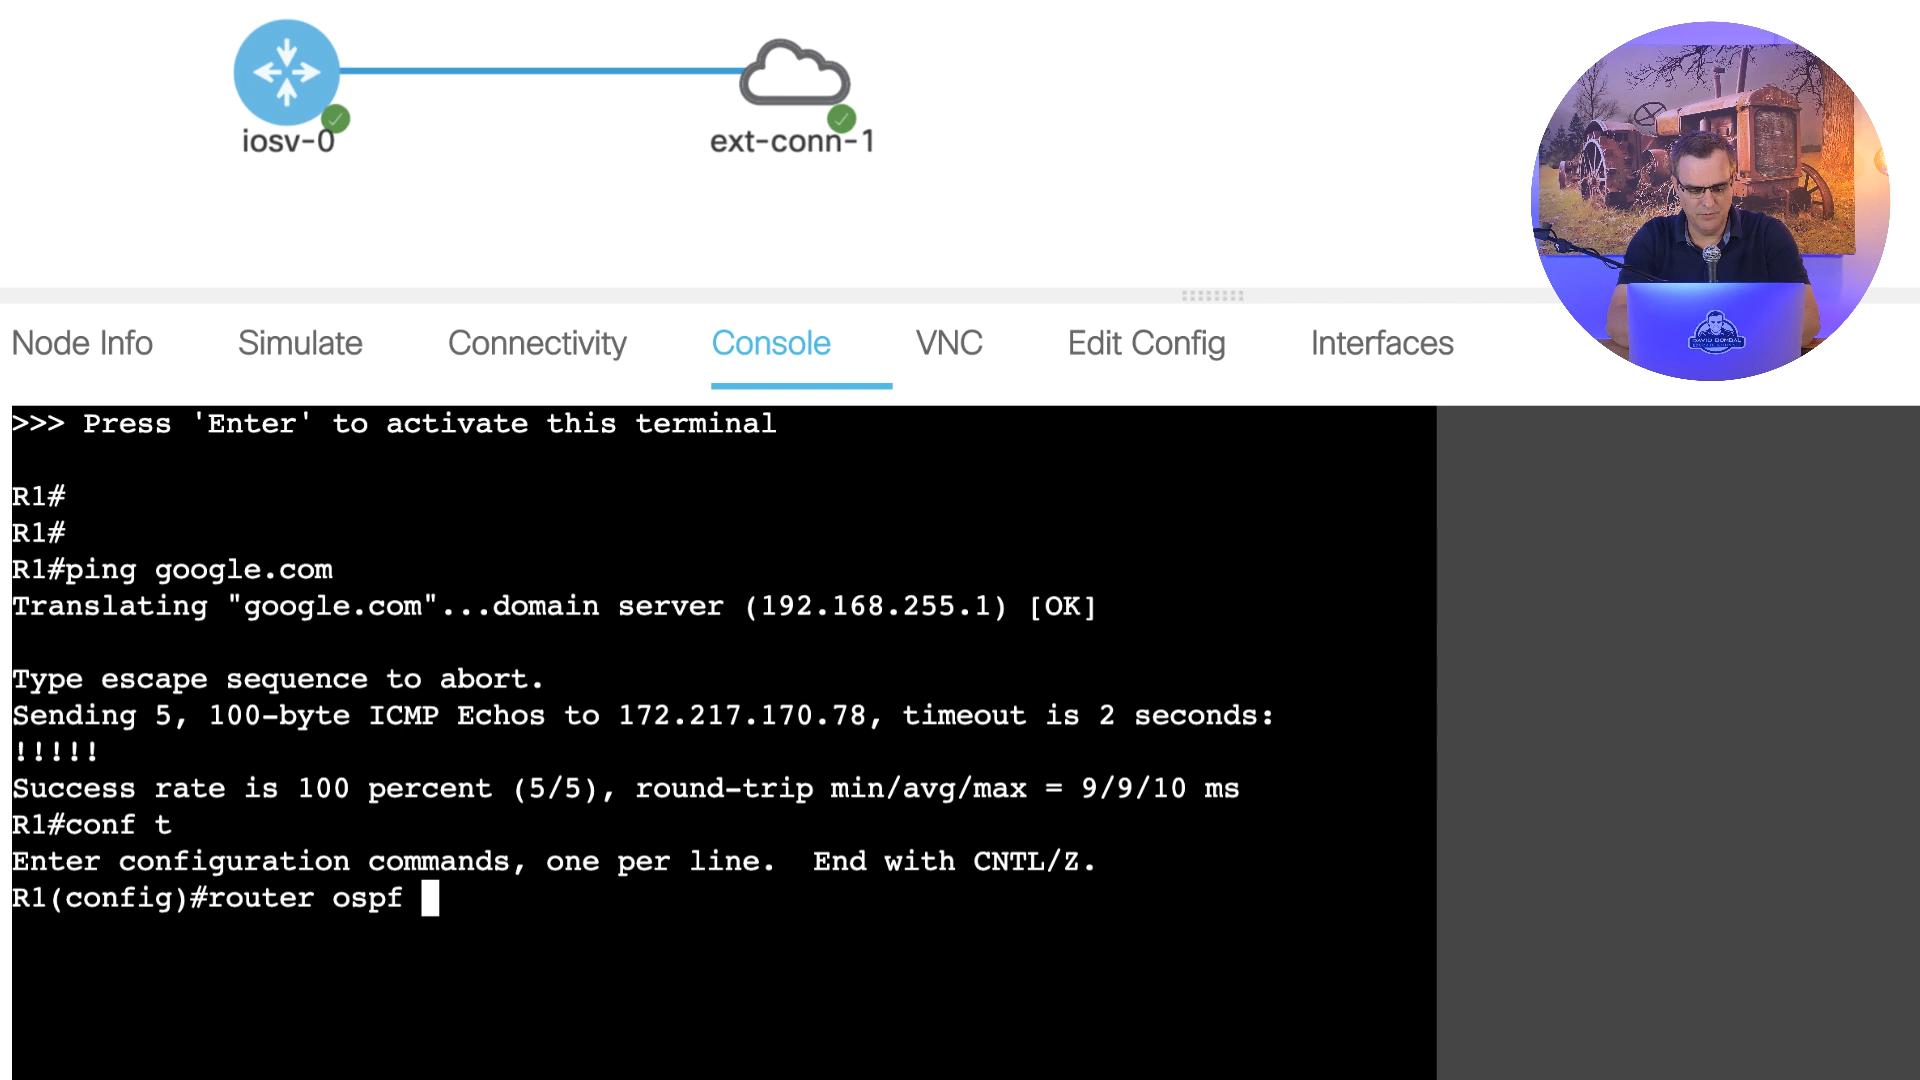 iosv-0
ext-conn-1
Node Info Simulate Connectivity Console VNC Edit Config Interfaces
DAVID BOMBAL
>>> Press 'Enter' to activate this terminal
R1#
R1#
R1#ping google.com
Translating "google.com"...domain server (192.168.255.1) [OK]
Type escape sequence to abort.
Sending 5, 100-byte ICMP Echos to 172.217.170.78, timeout is 2 seconds:
!!!!!
Success rate is 100 percent (5/5), round-trip min/avg/max = 9/9/10 ms
R1#conf t
Enter configuration commands, one per line.  End with CNTL/Z.
R1(config)#router ospf